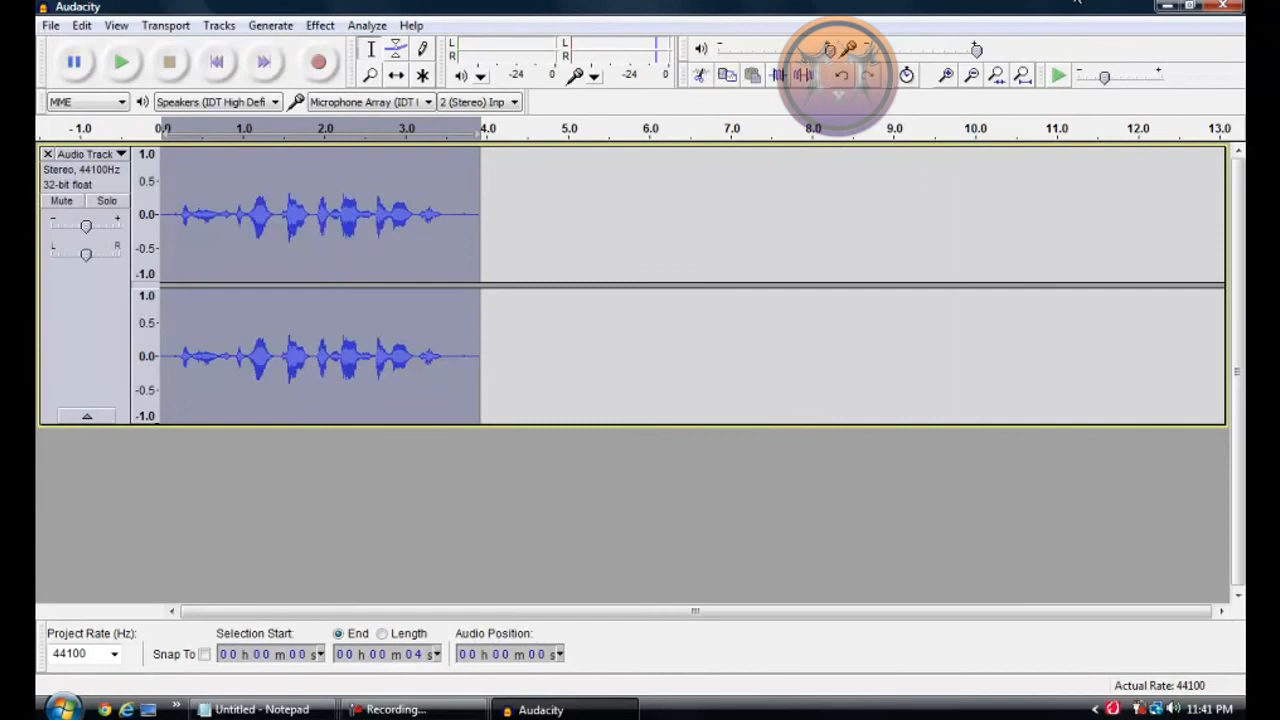 Audacity
File Edit View Transport Tracks Generate Effect Analyze Help
L R -24 0 L R -24 0
MME Speakers (IDT High Defi Microphone Array (IDT 2 (Stereo) Inp
-1.0 0.0 1.0 2.0 3.0 4.0 5.0 6.0 7.0 8.0 9.0 10.0 11.0 12.0 13.0
Audio Track
Stereo, 44100Hz
32-bit float
Mute Solo
- +
L R
1.0
0.5
0.0
-0.5
-1.0
1.0
0.5
0.0
-0.5
-1.0
Project Rate (Hz): Selection Start: End Length Audio Position:
44100 Snap To 00 h 00 m 00 s 00 h 00 m 04 s 00 h 00 m 00 s
Actual Rate: 44100
Untitled - Notepad Recording... Audacity 11:41 PM